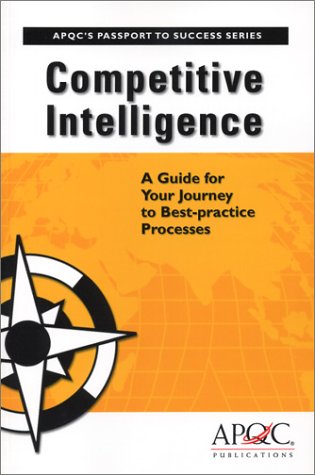 APQC'S PASSPORT TO SUCCESS SERIES
Competitive
Intelligence
A Guide for
Your Journey
to Best-practice
Processes
APQC®
PUBLICATIONS